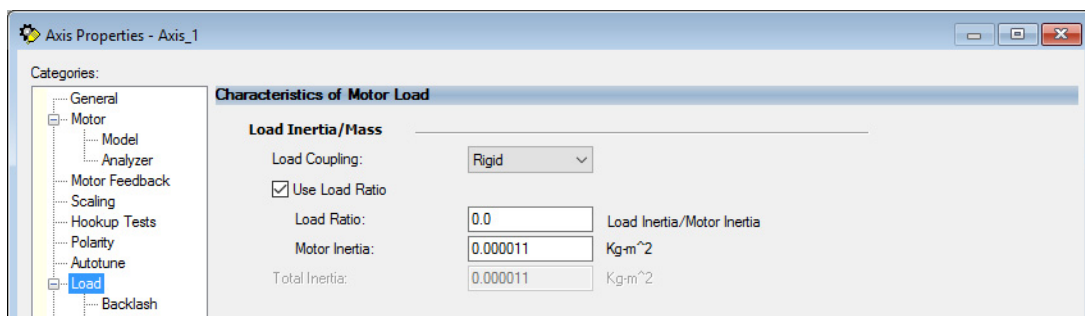 Axis Properties - Axis_1
Categories:
General
Motor
Model
Analyzer
Motor Feedback
Scaling
Hookup Tests
Polarity
Autotune
Load
Backlash
Characteristics of Motor Load
Load Inertia/Mass
Load Coupling: Rigid
Use Load Ratio
Load Ratio: 0.0 Load Inertia/Motor Inertia
Motor Inertia: 0.000011 Kg-m^2
Total Inertia: 0.000011 Kg-m^2